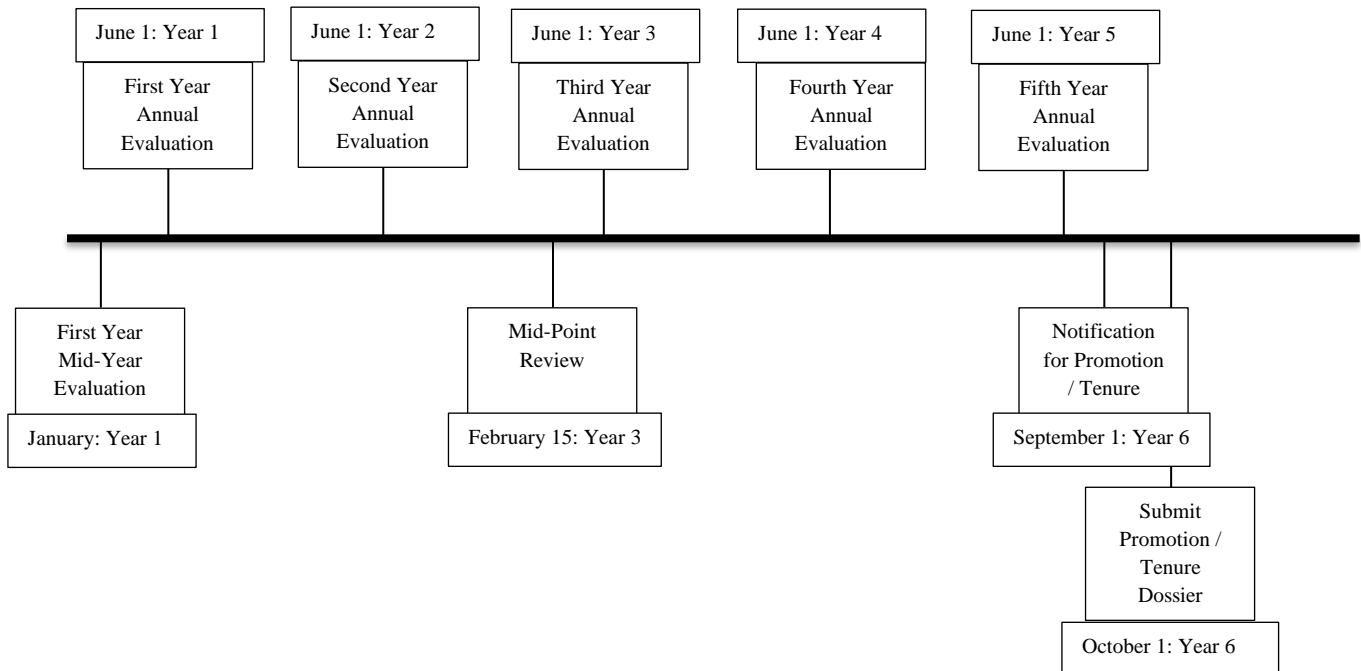 June 1: Year 1
First Year
Annual
Evaluation
June 1: Year 2
Second Year
Annual
Evaluation
June 1: Year 3
Third Year
Annual
Evaluation
June 1: Year 4
Fourth Year
Annual
Evaluation
June 1: Year 5
Fifth Year
Annual
Evaluation
First Year
Mid-Year
Evaluation
January: Year 1
Mid-Point
Review
February 15: Year 3
Notification
for Promotion
/ Tenure
September 1: Year 6
Submit
Promotion /
Tenure
Dossier
October 1: Year 6